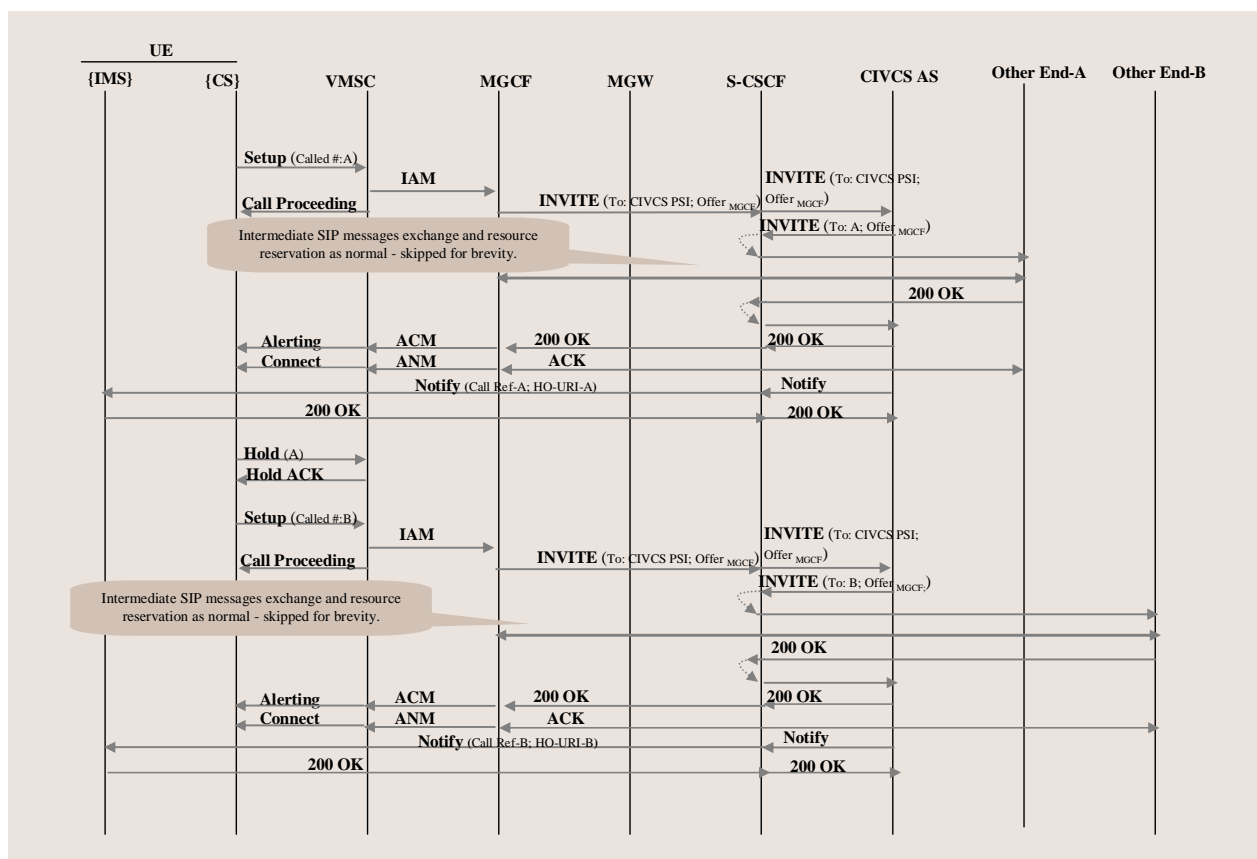 UE
{IMS} {CS} VMSC MGCF MGW S-CSCF CIVCS AS Other End-A Other End-B
Setup (Called #:A)
IAM
INVITE (To: CIVCS PSI;
Offer MGCF)
Call Proceeding
INVITE (To: CIVCS PSI; Offer MGCF)
INVITE (To: A; Offer MGCF)
Intermediate SIP messages exchange and resource
reservation as normal - skipped for brevity.
200 OK
Alerting ACM 200 OK 200 OK
Connect ANM ACK
Notify (Call Ref-A; HO-URI-A) Notify
200 OK 200 OK
Hold (A)
Hold ACK
Setup (Called #:B)
IAM
INVITE (To: CIVCS PSI;
Offer MGCF)
Call Proceeding
INVITE (To: CIVCS PSI; Offer MGCF)
INVITE (To: B; Offer MGCF;)
Intermediate SIP messages exchange and resource
reservation as normal - skipped for brevity.
200 OK
Alerting ACM 200 OK 200 OK
Connect ANM ACK
Notify (Call Ref-B; HO-URI-B) Notify
200 OK 200 OK